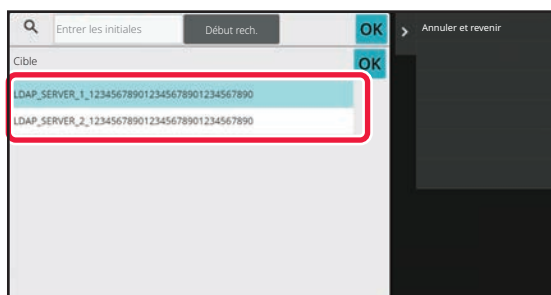 Entrer les initiales Début rech. OK > Annuler et revenir
Cible OK
LDAP_SERVER_1_123456789012345678901234567890
LDAP_SERVER_2_123456789012345678901234567890